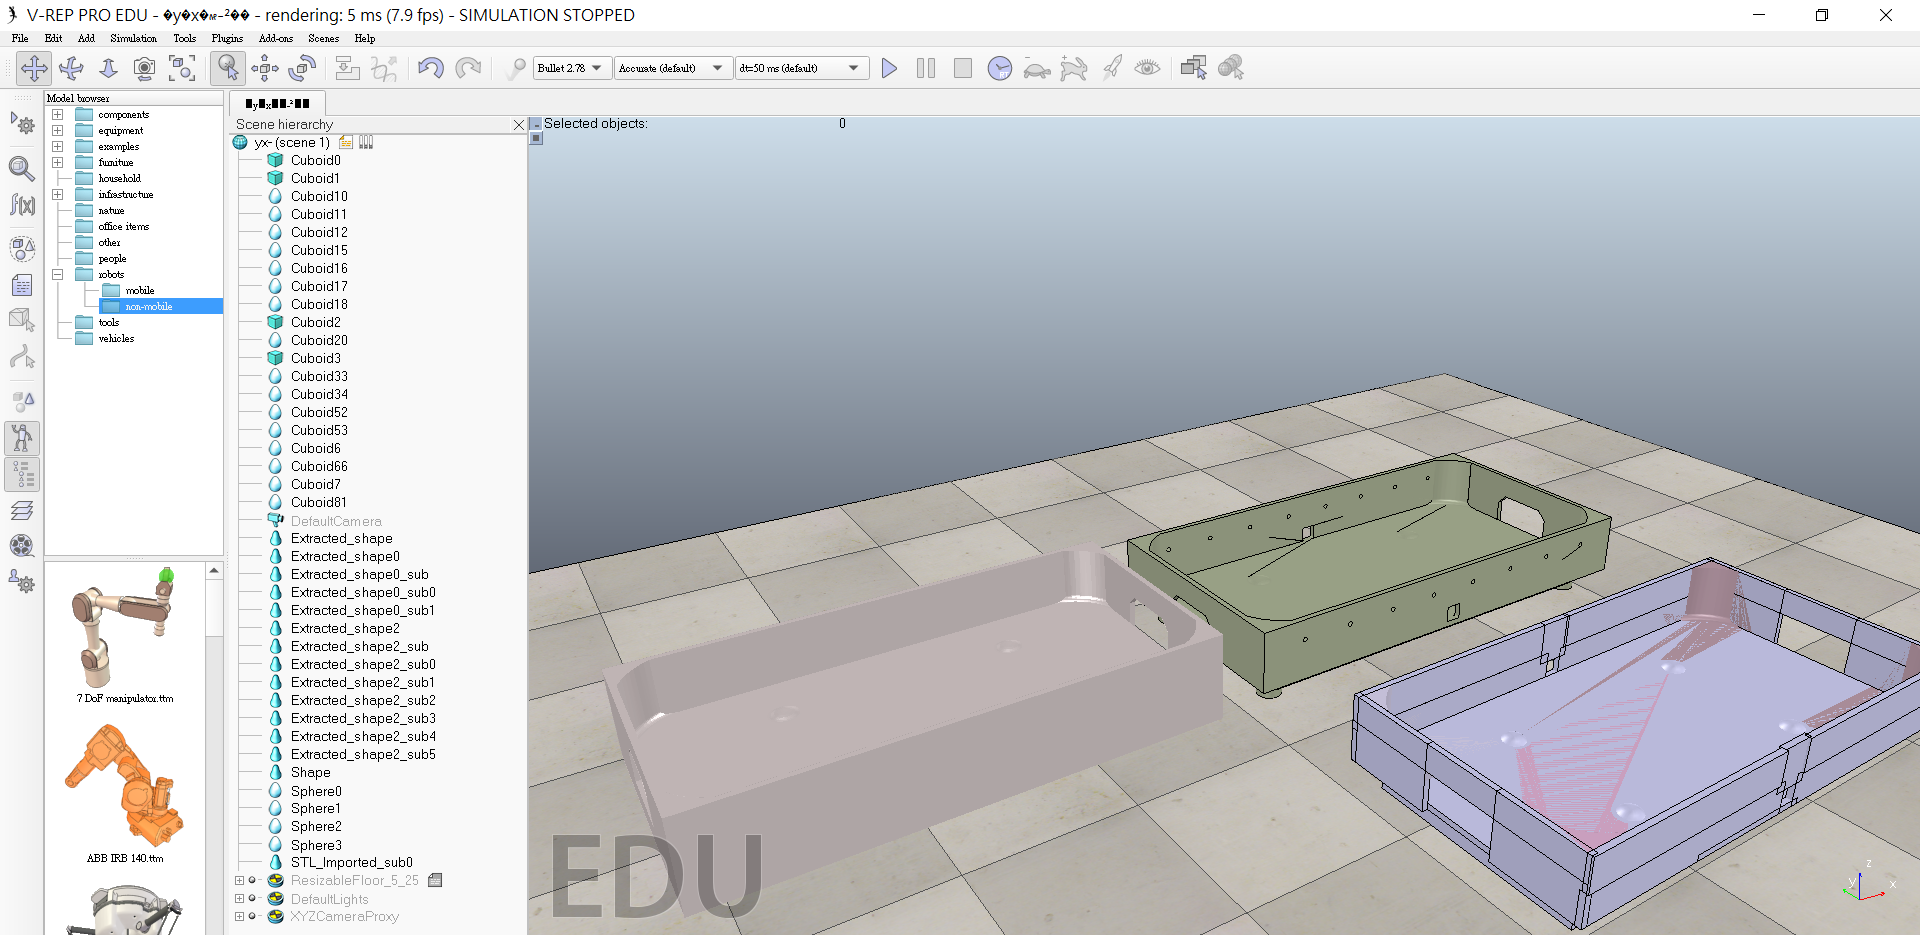 V-REP PRO EDU - �y�x�㎡-²�� - rendering: 5 ms (7.9 fps) - SIMULATION STOPPED
File Edit Add Simulation Tools Plugins Add-ons Scenes Help
Bullet 2.78 Accurate (default) dt=50 ms (default)
RT
Model browser
components
equipment
examples
furniture
household
infrastructure
nature
office items
other
people
robots
mobile
non-mobile
tools
vehicles
7 DoF manipulator.ttm
ABB IRB 140.ttm
Scene hierarchy
yx- (scene 1)
Cuboid0
Cuboid1
Cuboid10
Cuboid11
Cuboid12
Cuboid15
Cuboid16
Cuboid17
Cuboid18
Cuboid2
Cuboid20
Cuboid3
Cuboid33
Cuboid34
Cuboid52
Cuboid53
Cuboid6
Cuboid66
Cuboid7
Cuboid81
DefaultCamera
Extracted_shape
Extracted_shape0
Extracted_shape0_sub
Extracted_shape0_sub0
Extracted_shape0_sub1
Extracted_shape2
Extracted_shape2_sub
Extracted_shape2_sub0
Extracted_shape2_sub1
Extracted_shape2_sub2
Extracted_shape2_sub3
Extracted_shape2_sub4
Extracted_shape2_sub5
Shape
Sphere0
Sphere1
Sphere2
Sphere3
STL_Imported_sub0
ResizableFloor_5_25
DefaultLights
XYZCameraProxy
Selected objects: 0
EDU
z
y
x